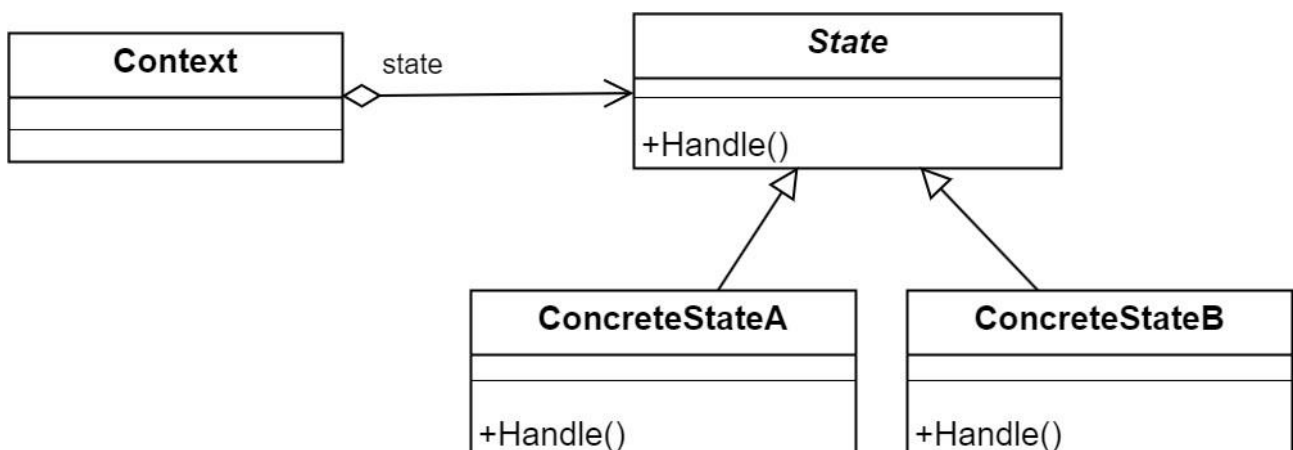 Context
state
State
+Handle()
ConcreteStateA
+Handle()
ConcreteStateB
+Handle()